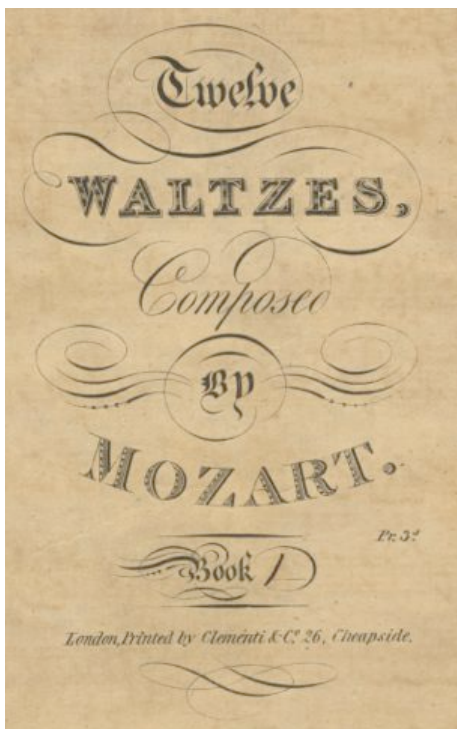 Twelve
WALTZES,
Composed
By
MOZART.
Pr. 3ˢ
Book 1
London, Printed by Clementi & Cº. 26, Cheapside.